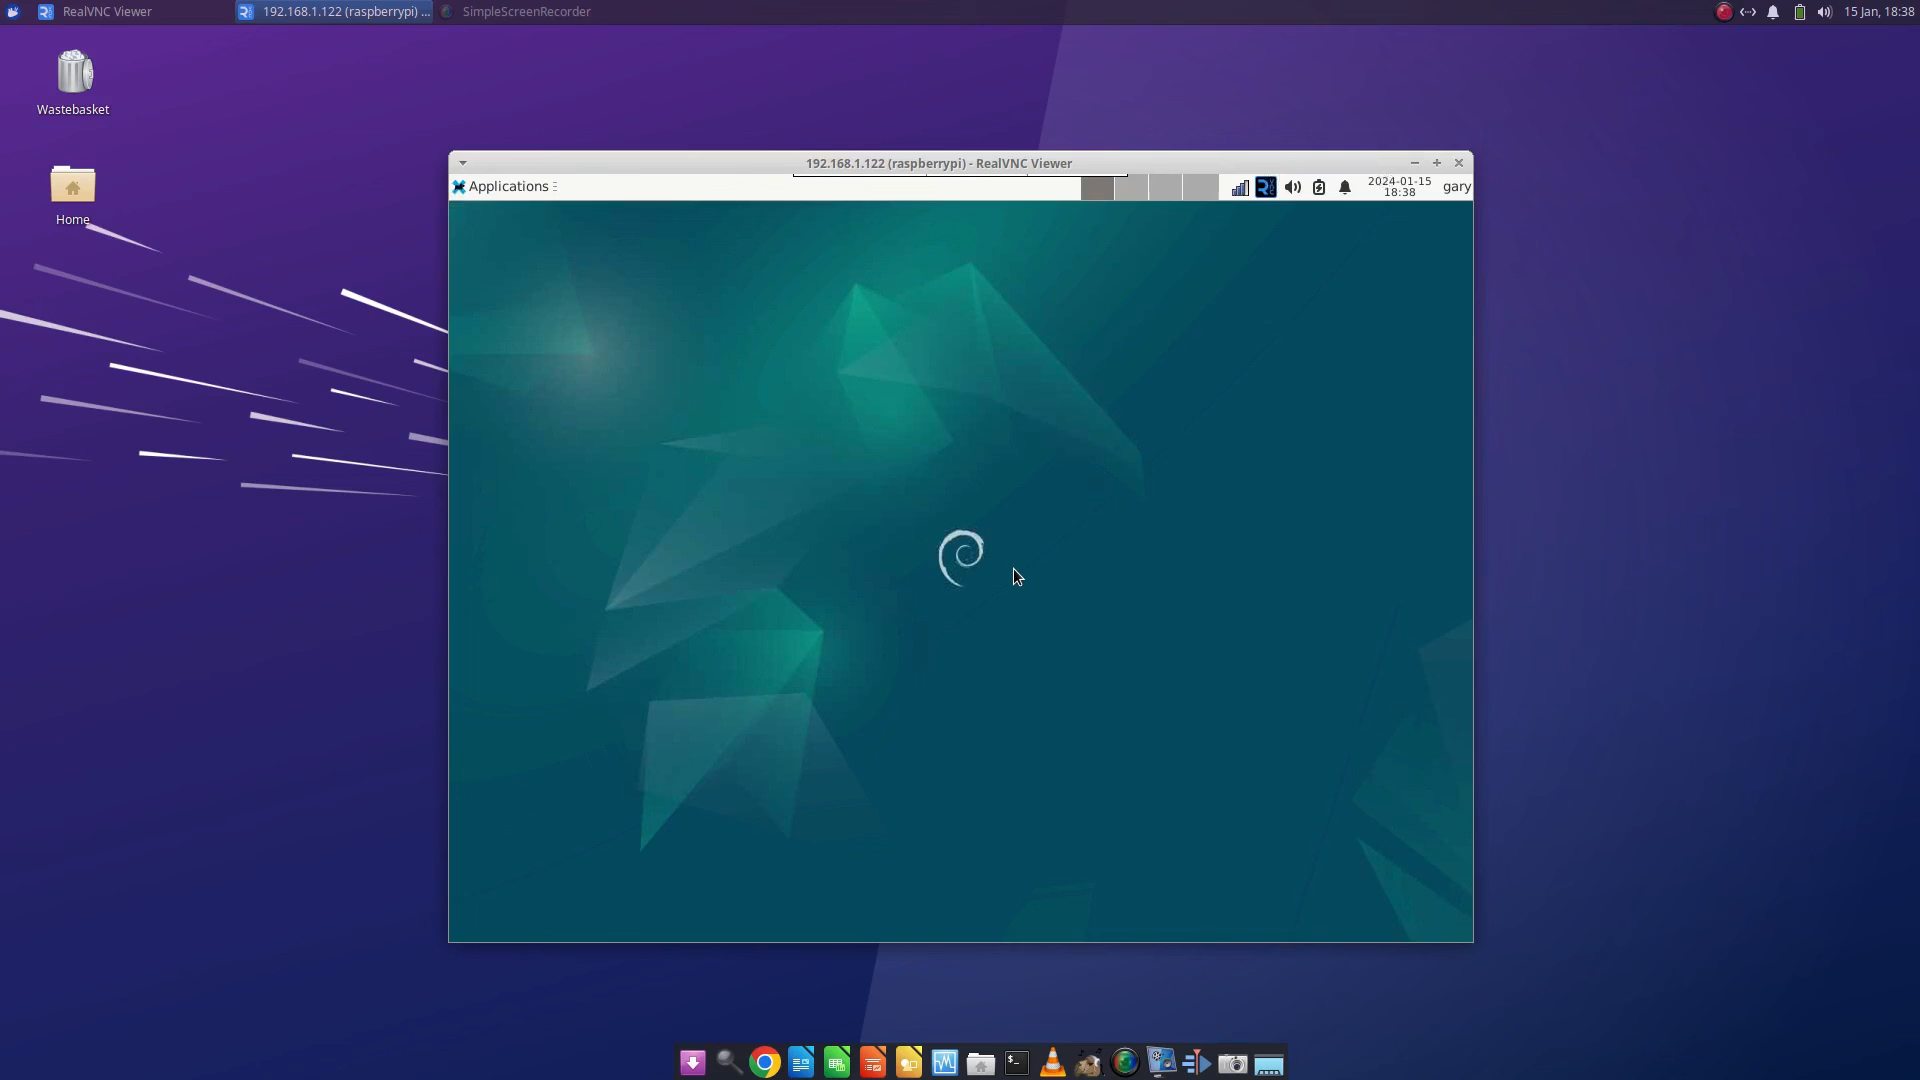 RealVNC Viewer
192.168.1.122 (raspberrypi) ...
SimpleScreenRecorder
15 Jan, 18:38
Wastebasket
Home
192.168.1.122 (raspberrypi) - RealVNC Viewer
Applications
2024-01-15
18:38
gary